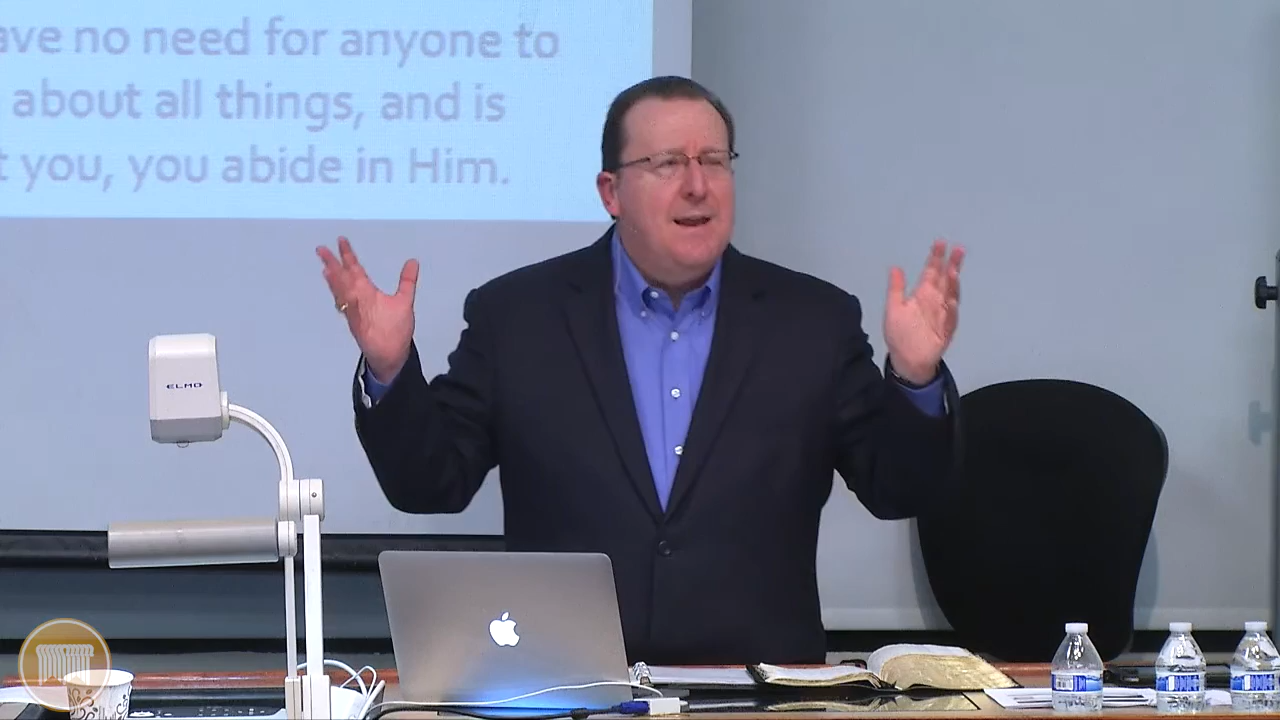 ave no need for anyone to
about all things, and is
t you, you abide in Him.
ELMO